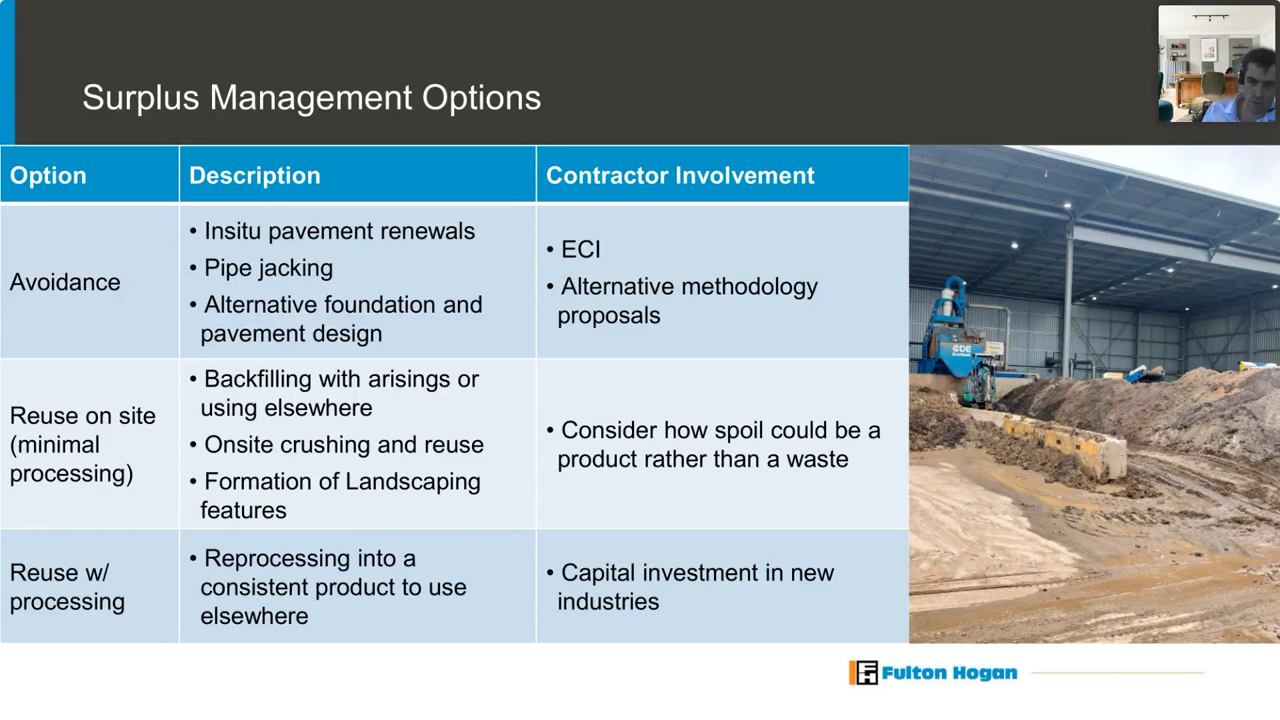 Surplus Management Options
Option
Description
Contractor Involvement
Avoidance
• Insitu pavement renewals
• Pipe jacking
• Alternative foundation and
pavement design
• ECI
• Alternative methodology
proposals
Reuse on site
(minimal
processing)
• Backfilling with arisings or
using elsewhere
• Onsite crushing and reuse
• Formation of Landscaping
features
• Consider how spoil could be a
product rather than a waste
Reuse w/
processing
• Reprocessing into a
consistent product to use
elsewhere
• Capital investment in new
industries
CDE
FH Fulton Hogan